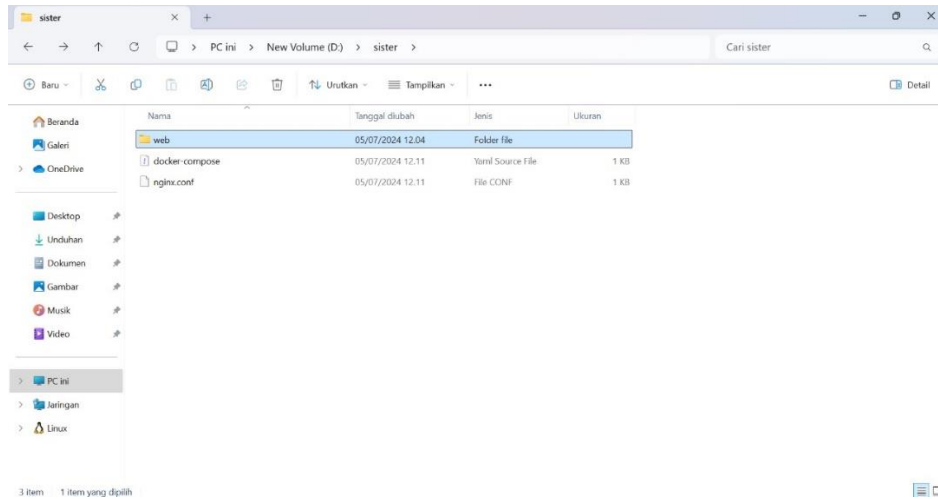 sister
PC ini > New Volume (D:) > sister >
Cari sister
Baru
Urutkan
Tampilkan
Detail
Beranda
Galeri
OneDrive
Desktop
Unduhan
Dokumen
Gambar
Musik
Video
PC ini
Jaringan
Linux
Nama Tanggal diubah Jenis Ukuran
web 05/07/2024 12.04 Folder file
docker-compose 05/07/2024 12.11 Yaml Source File 1 KB
nginx.conf 05/07/2024 12.11 File CONF 1 KB
3 item 1 item yang dipilih